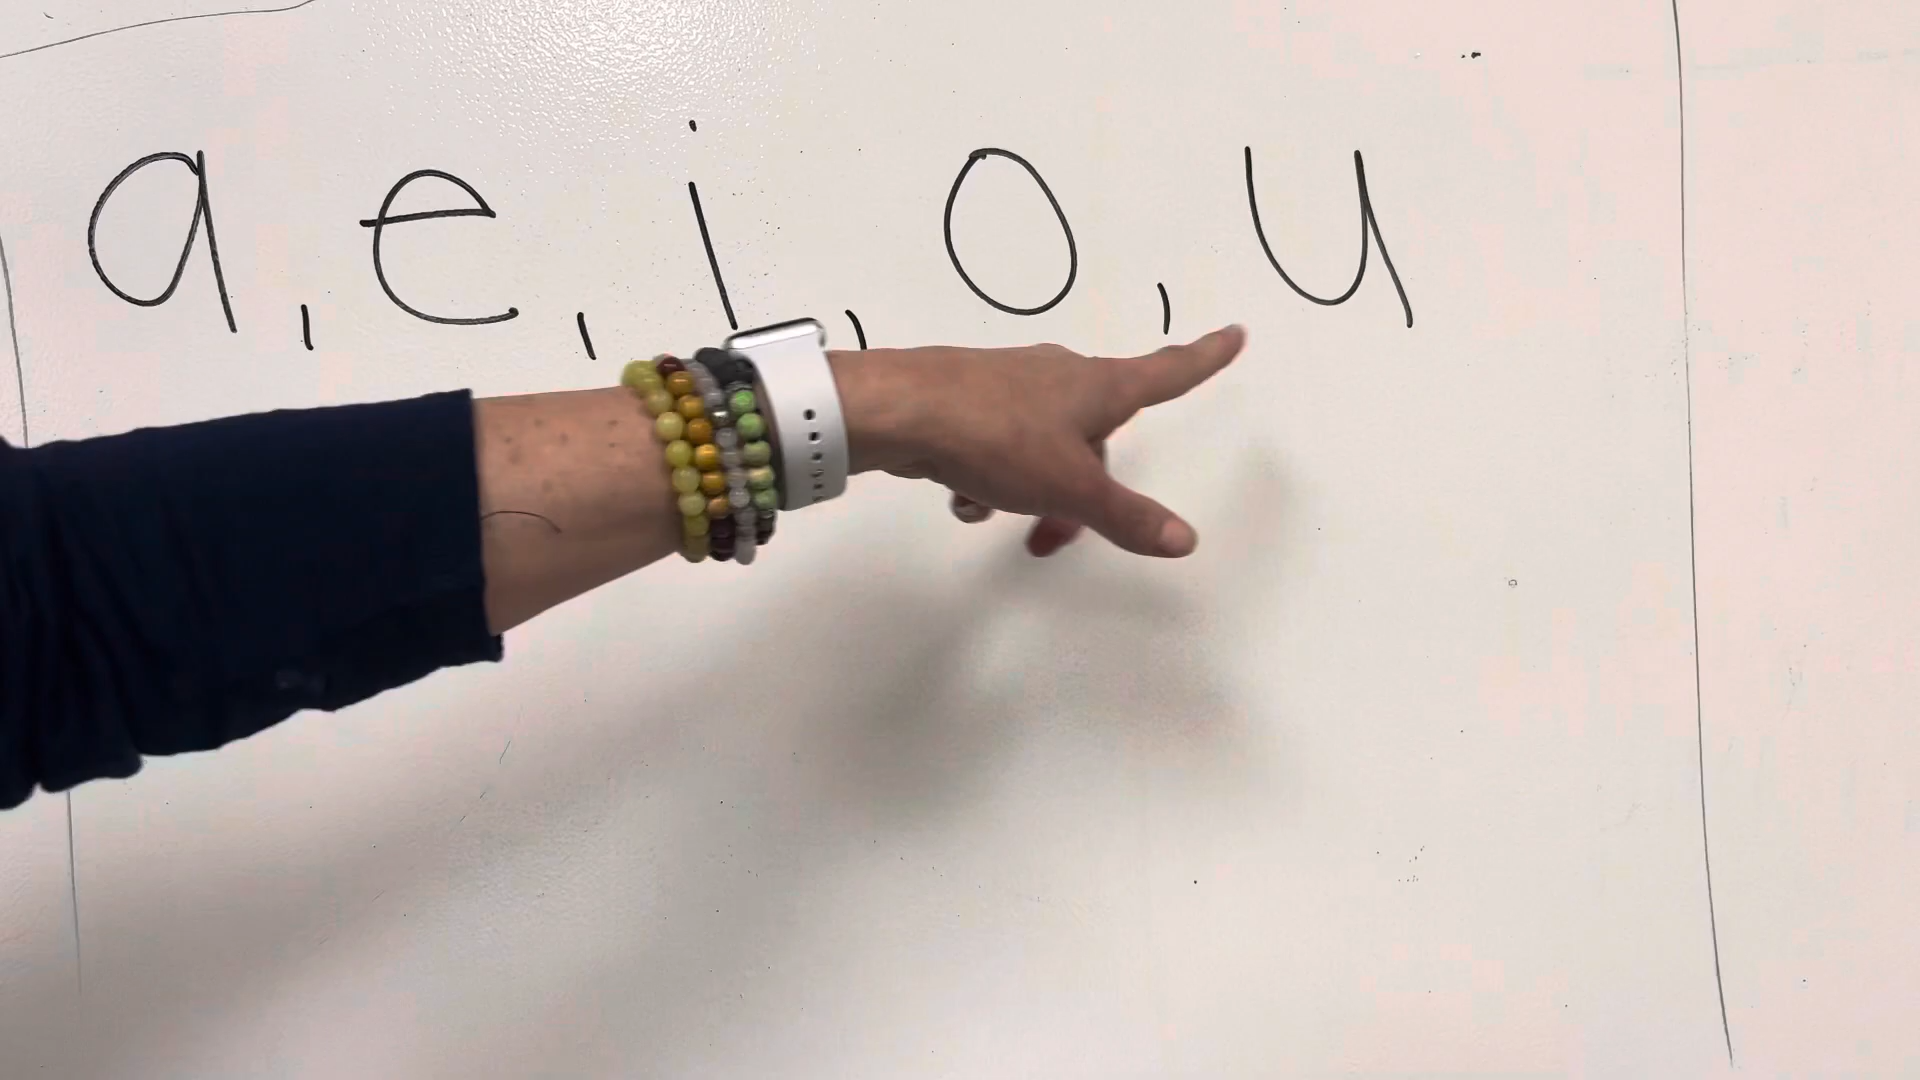 a, e, i, o, u